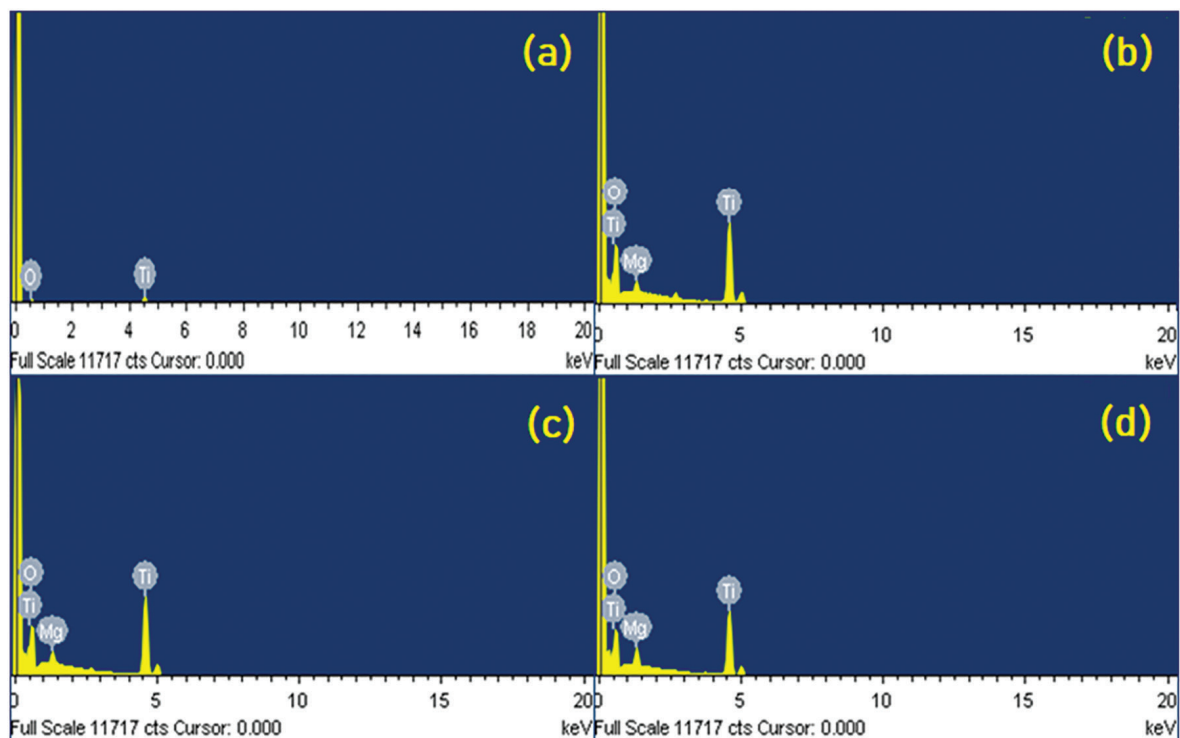 (a)
O
Ti
0 2 4 6 8 10 12 14 16 18 20
Full Scale 11717 cts Cursor: 0.000 keV
(b)
O
Ti
Ti
Mg
0 5 10 15 20
Full Scale 11717 cts Cursor: 0.000 keV
(c)
O
Ti
Ti
Mg
0 5 10 15 20
Full Scale 11717 cts Cursor: 0.000 keV
(d)
O
Ti
Ti
Mg
0 5 10 15 20
Full Scale 11717 cts Cursor: 0.000 keV